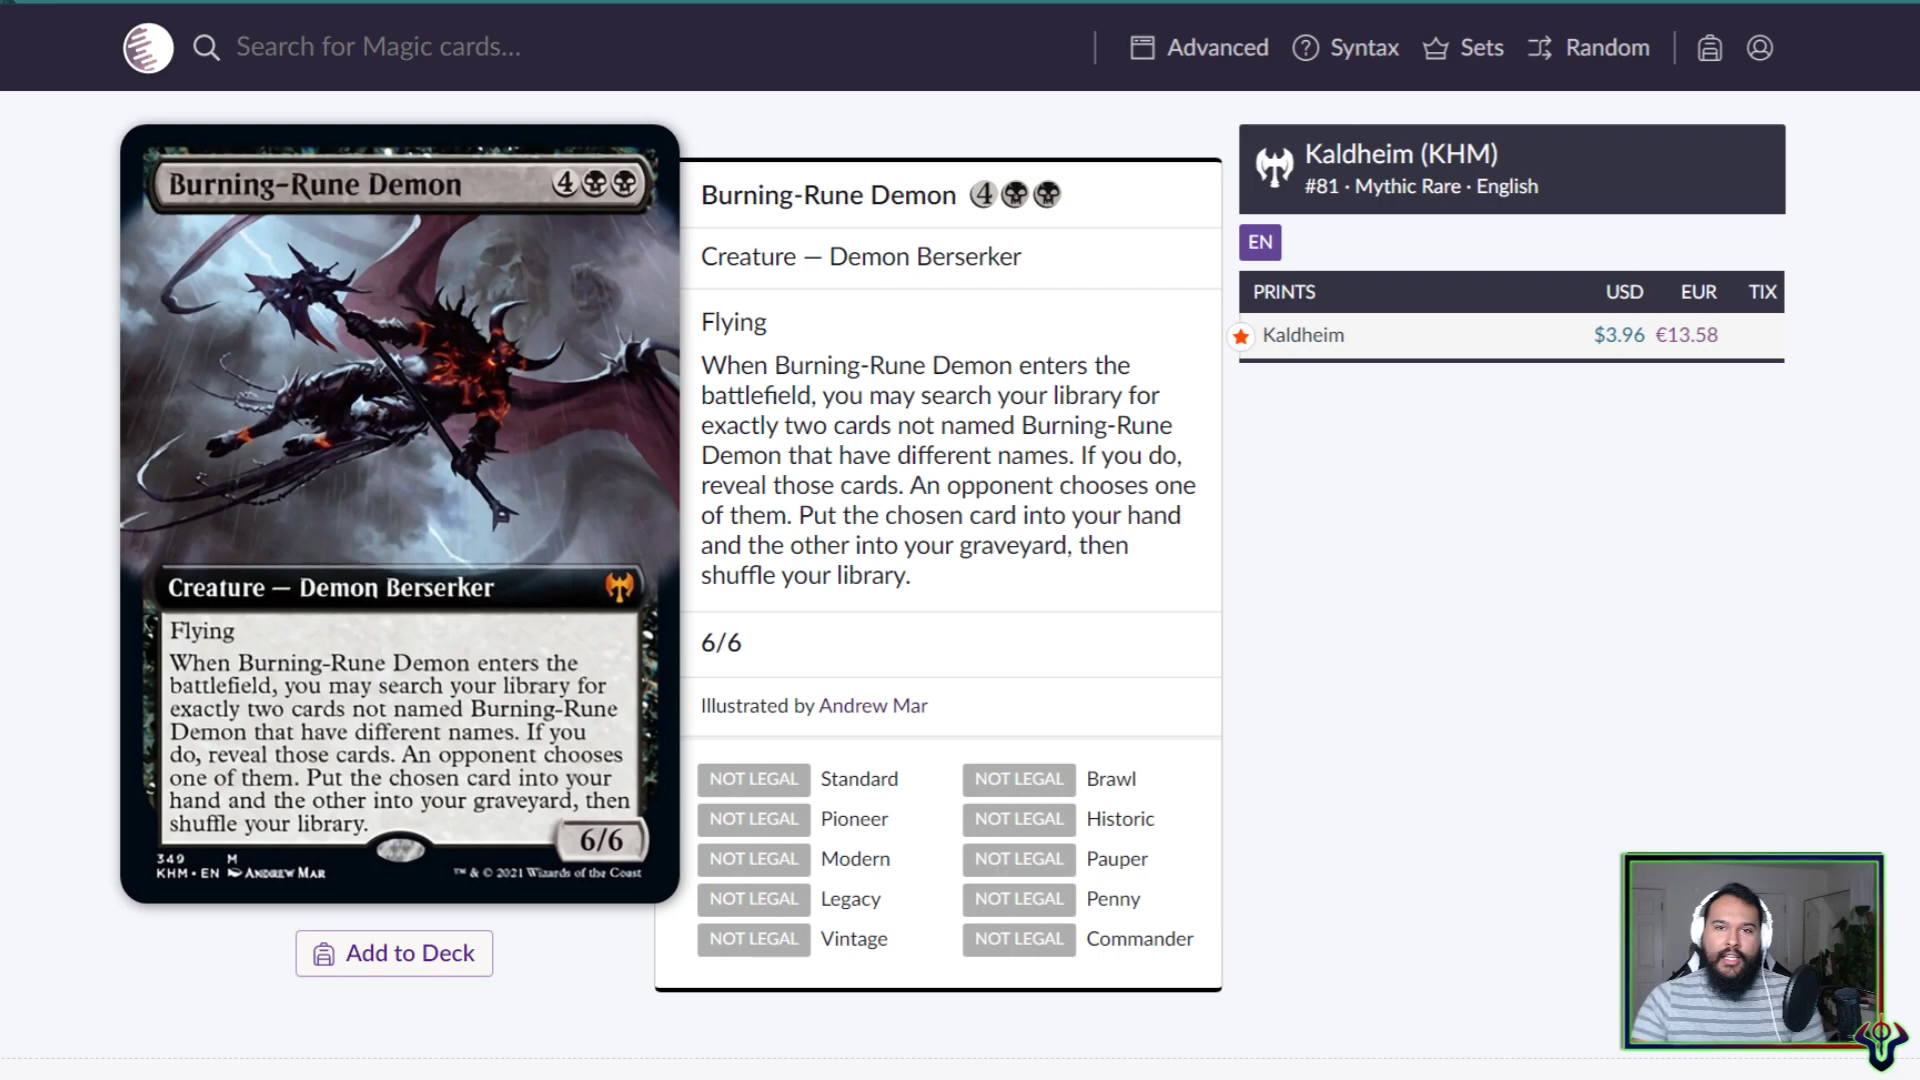 Search for Magic cards...
Advanced
Syntax
Sets
Random
Burning-Rune Demon 4
Creature — Demon Berserker
Flying
When Burning-Rune Demon enters the
battlefield, you may search your library for
exactly two cards not named Burning-Rune
Demon that have different names. If you
do, reveal those cards. An opponent chooses
one of them. Put the chosen card into your
hand and the other into your graveyard, then
shuffle your library.
6/6
349 M
KHM • EN ANDREW MAR
™ & © 2021 Wizards of the Coast
Add to Deck
Burning-Rune Demon 4
Creature — Demon Berserker
Flying
When Burning-Rune Demon enters the
battlefield, you may search your library for
exactly two cards not named Burning-Rune
Demon that have different names. If you do,
reveal those cards. An opponent chooses one
of them. Put the chosen card into your hand
and the other into your graveyard, then
shuffle your library.
6/6
Illustrated by Andrew Mar
NOT LEGAL Standard NOT LEGAL Brawl
NOT LEGAL Pioneer NOT LEGAL Historic
NOT LEGAL Modern NOT LEGAL Pauper
NOT LEGAL Legacy NOT LEGAL Penny
NOT LEGAL Vintage NOT LEGAL Commander
Kaldheim (KHM)
#81 · Mythic Rare · English
EN
PRINTS USD EUR TIX
Kaldheim $3.96 €13.58